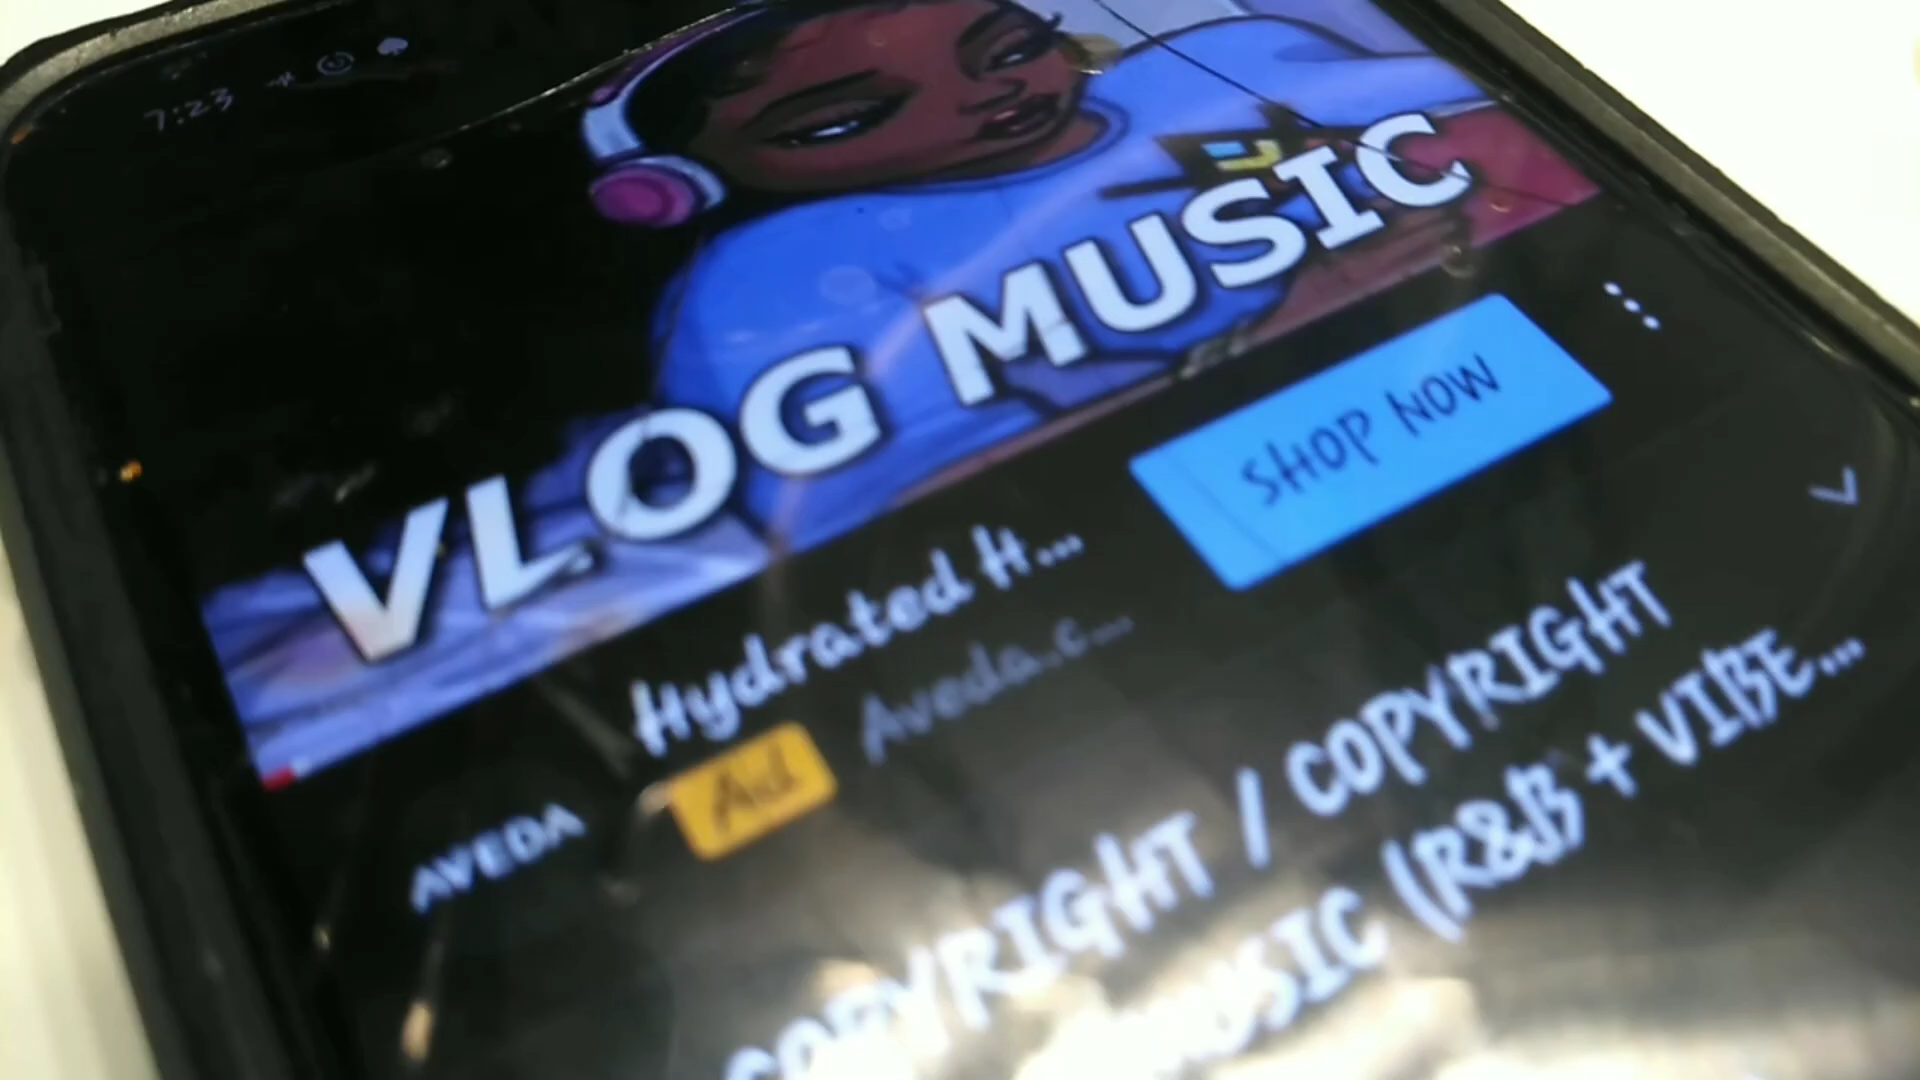 7:23
VLOG MUSIC
Hydrated H...
SHOP NOW
Ad Aveda.c...
AVEDA
COPYRIGHT / COPYRIGHT
MUSIC (R&B + VIBE...